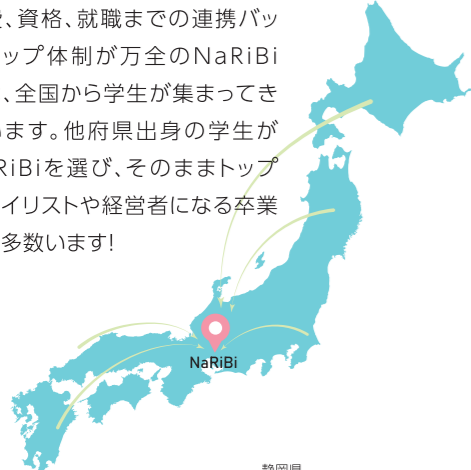 、資格、就職までの連携バッ
ップ体制が万全のNaRiBi
、全国から学生が集まってき
います。他府県出身の学生が
RiBiを選び、そのままトップ
イリストや経営者になる卒業
多数います!
NaRiBi
静岡県